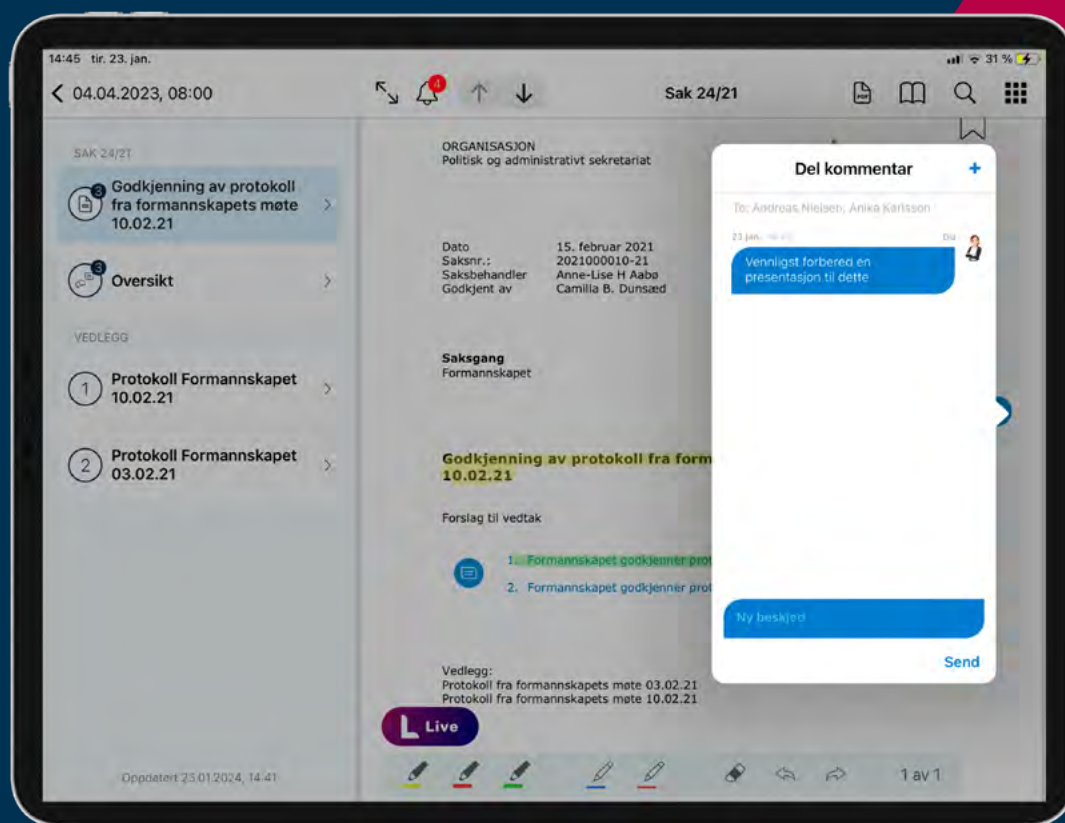 14:45 tir. 23. jan.
31 %
04.04.2023, 08:00
4
Sak 24/21
PDF
SAK 24/21
3
Godkjenning av protokoll
fra formannskapets møte
10.02.21
3
Oversikt
VEDLEGG
1
Protokoll Formannskapet
10.02.21
2
Protokoll Formannskapet
03.02.21
Oppdatert 23.01.2024, 14.41
ORGANISASJON
Politisk og administrativt sekretariat
Dato 15. februar 2021
Saksnr.: 2021000010-21
Saksbehandler Anne-Lise H Aabø
Godkjent av Camilla B. Dunsæd
Saksgang
Formannskapet
Godkjenning av protokoll fra form
10.02.21
Forslag til vedtak
1. Formannskapet godkjenner prot
2. Formannskapet godkjenner prot
Vedlegg:
Protokoll fra formannskapets møte 03.02.21
Protokoll fra formannskapets møte 10.02.21
L Live
1 av 1
Del kommentar +
To: Andreas Nielsen, Anika Karlsson
23 jan.
Du
Vennligst forbered en
presentasjon til dette
Ny beskjed
Send